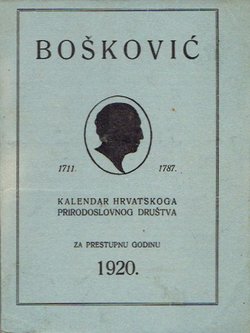 BOŠKOVIĆ
1711. 1787.
KALENDAR HRVATSKOGA
PRIRODOSLOVNOG DRUŠTVA
ZA PRESTUPNU GODINU
1920.